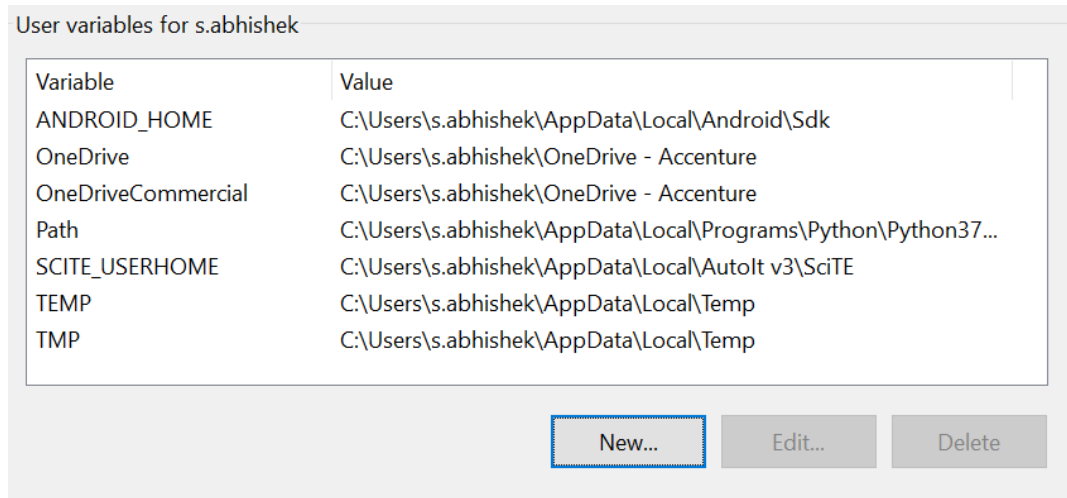 User variables for s.abhishek
Variable Value
ANDROID_HOME C:\Users\s.abhishek\AppData\Local\Android\Sdk
OneDrive C:\Users\s.abhishek\OneDrive - Accenture
OneDriveCommercial C:\Users\s.abhishek\OneDrive - Accenture
Path C:\Users\s.abhishek\AppData\Local\Programs\Python\Python37...
SCITE_USERHOME C:\Users\s.abhishek\AppData\Local\AutoIt v3\SciTE
TEMP C:\Users\s.abhishek\AppData\Local\Temp
TMP C:\Users\s.abhishek\AppData\Local\Temp
New... Edit... Delete